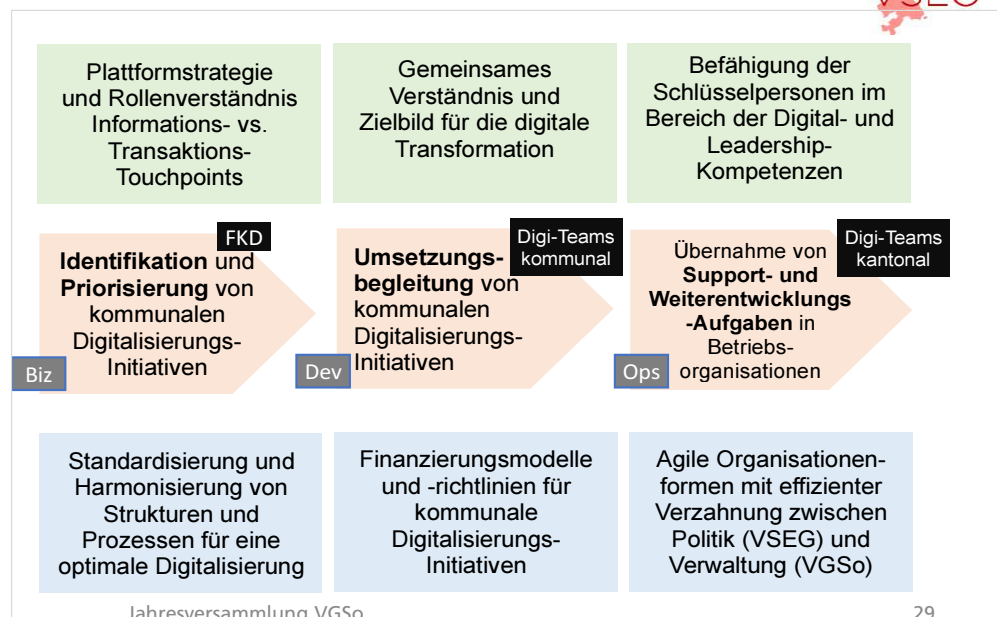 VSEG
Plattformstrategie
und Rollenverständnis
Informations- vs.
Transaktions-
Touchpoints
Gemeinsames
Verständnis und
Zielbild für die digitale
Transformation
Befähigung der
Schlüsselpersonen im
Bereich der Digital- und
Leadership-
Kompetenzen
FKD
Identifikation und
Priorisierung von
kommunalen
Digitalisierungs-
Initiativen
Biz
Digi-Teams
kommunal
Umsetzungs-
begleitung von
kommunalen
Digitalisierungs-
Initiativen
Dev
Digi-Teams
kantonal
Übernahme von
Support- und
Weiterentwicklungs
-Aufgaben in
Betriebs-
organisationen
Ops
Standardisierung und
Harmonisierung von
Strukturen und
Prozessen für eine
optimale Digitalisierung
Finanzierungsmodelle
und -richtlinien für
kommunale
Digitalisierungs-
Initiativen
Agile Organisationen-
formen mit effizienter
Verzahnung zwischen
Politik (VSEG) und
Verwaltung (VGSo)
Jahresversammlung VGSo
29